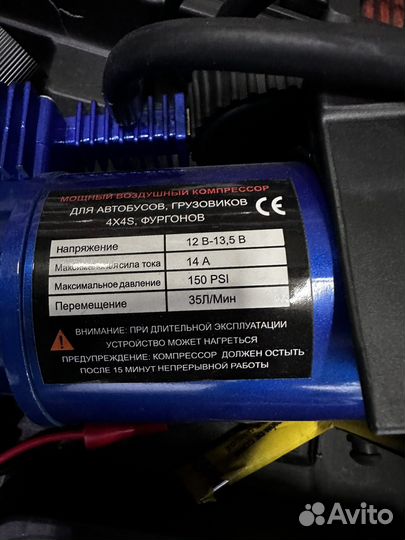 МОЩНЫЙ ВОЗДУШНЫЙ КОМПРЕССОР
ДЛЯ АВТОБУСОВ, ГРУЗОВИКОВ
4X4S, ФУРГОНОВ
CE
Напряжение 12 В-13,5 В
Максимальная сила тока 14 А
Максимальное давление 150 PSI
Перемещение 35Л/Мин
ВНИМАНИЕ: ПРИ ДЛИТЕЛЬНОЙ ЭКСПЛУАТАЦИИ
УСТРОЙСТВО МОЖЕТ НАГРЕТЬСЯ
ПРЕДУПРЕЖДЕНИЕ: КОМПРЕССОР ДОЛЖЕН ОСТЫТЬ
ПОСЛЕ 15 МИНУТ НЕПРЕРЫВНОЙ РАБОТЫ
Avito